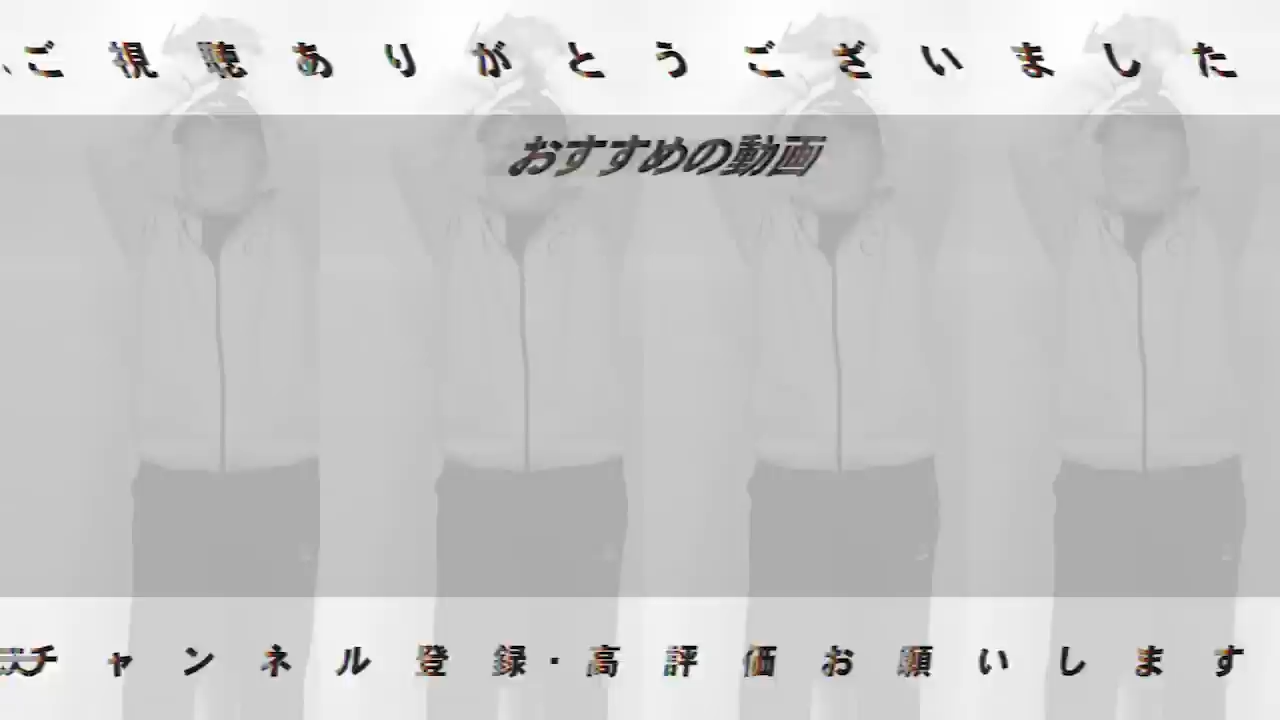 ご視聴ありがとうございました
おすすめの動画
チャンネル登録・高評価お願いします